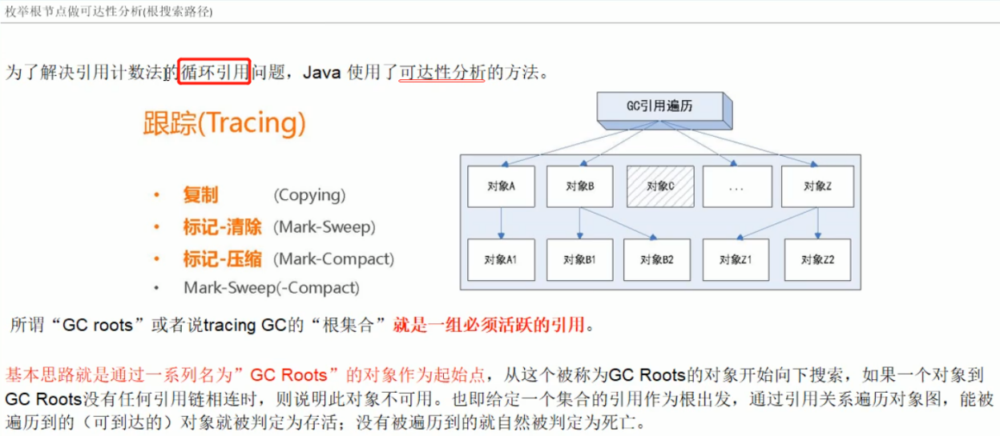 枚举根节点做可达性分析(根搜索路径)
为了解决引用计数法的循环引用问题，Java 使用了可达性分析的方法。
跟踪(Tracing)
• 复制 (Copying)
• 标记-清除 (Mark-Sweep)
• 标记-压缩 (Mark-Compact)
• Mark-Sweep(-Compact)
GC引用遍历
对象A 对象B 对象C ... 对象Z
对象A1 对象B1 对象B2 对象Z1 对象Z2
所谓“GC roots”或者说tracing GC的“根集合”就是一组必须活跃的引用。
基本思路就是通过一系列名为”GC Roots”的对象作为起始点，从这个被称为GC Roots的对象开始向下搜索，如果一个对象到
GC Roots没有任何引用链相连时，则说明此对象不可用。也即给定一个集合的引用作为根出发，通过引用关系遍历对象图，能被
遍历到的（可到达的）对象就被判定为存活；没有被遍历到的就自然被判定为死亡。